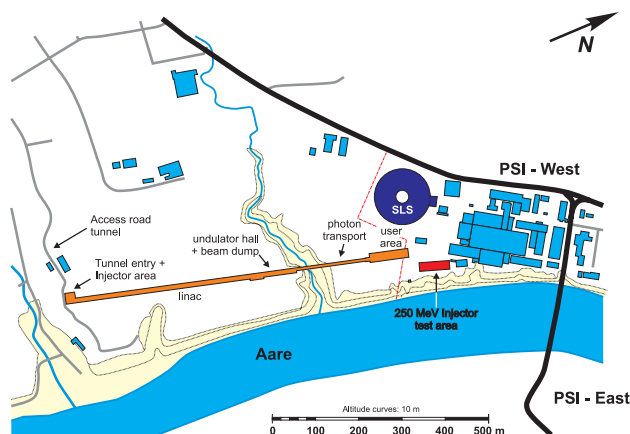 N
PSI - West
SLS
Access road
tunnel
photon
transport
user
area
undulator hall
+ beam dump
Tunnel entry +
Injector area
linac
250 MeV Injector
test area
Aare
PSI - East
Altitude curves: 10 m
0 100 200 300 400 500 m